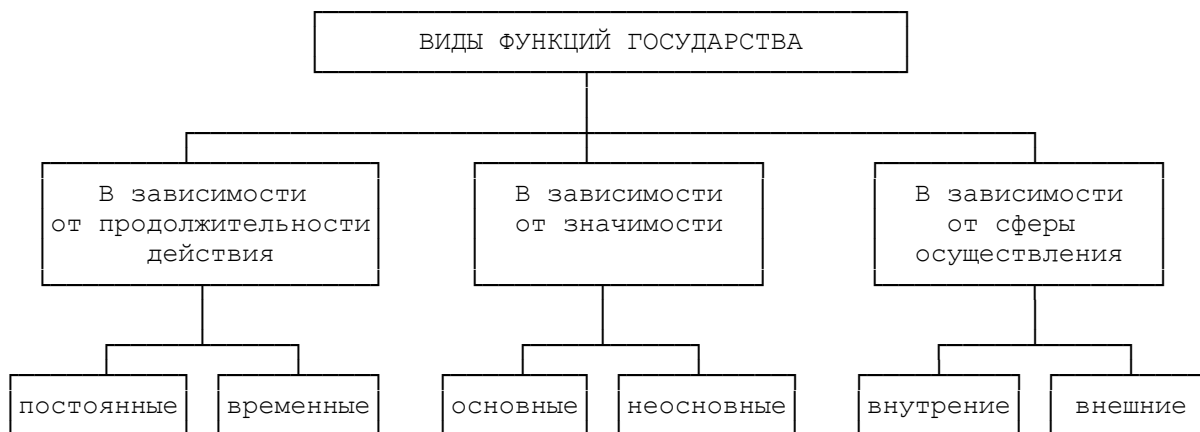 ВИДЫ ФУНКЦИЙ ГОСУДАРСТВА
В зависимости
от продолжительности
действия
В зависимости
от значимости
В зависимости
от сферы
осуществления
постоянные
временные
основные
неосновные
внутрение
внешние